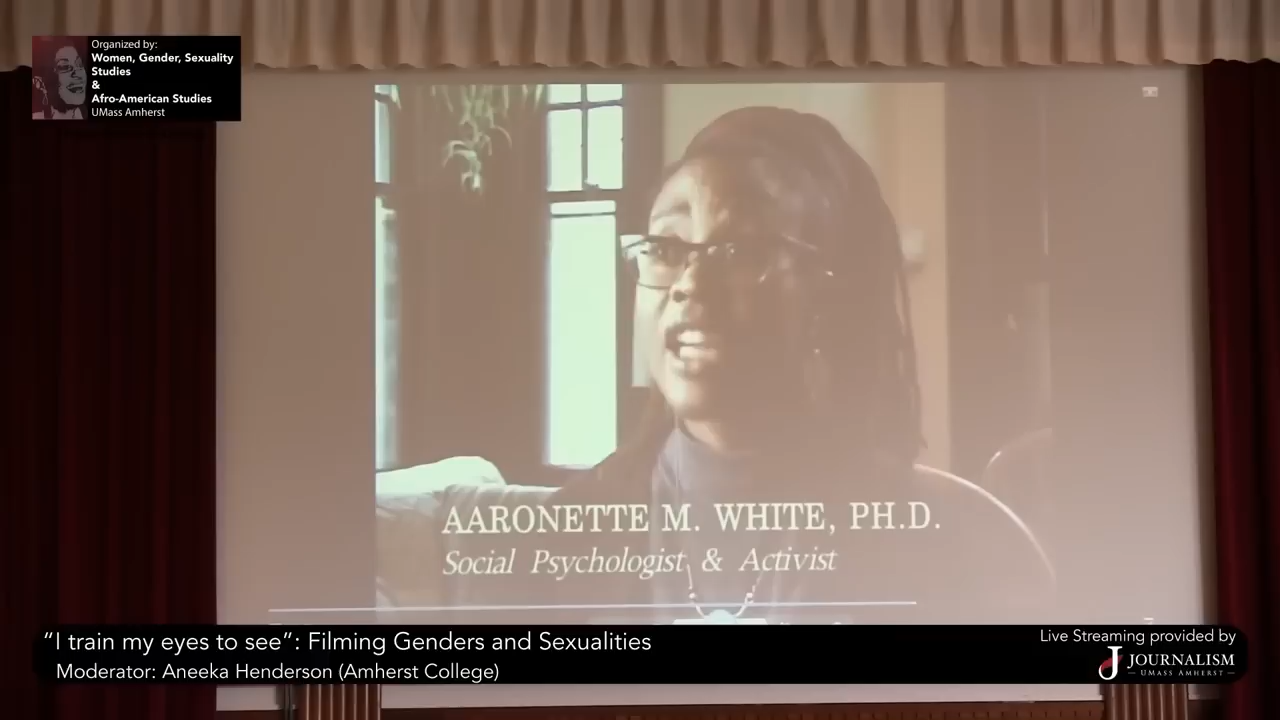 Organized by:
Women, Gender, Sexuality
Studies
&
Afro-American Studies
UMass Amherst
AARONETTE M. WHITE, PH.D.
Social Psychologist & Activist
“I train my eyes to see“: Filming Genders and Sexualities
Moderator: Aneeka Henderson (Amherst College)
Live Streaming provided by
JOURNALISM
UMASS AMHERST